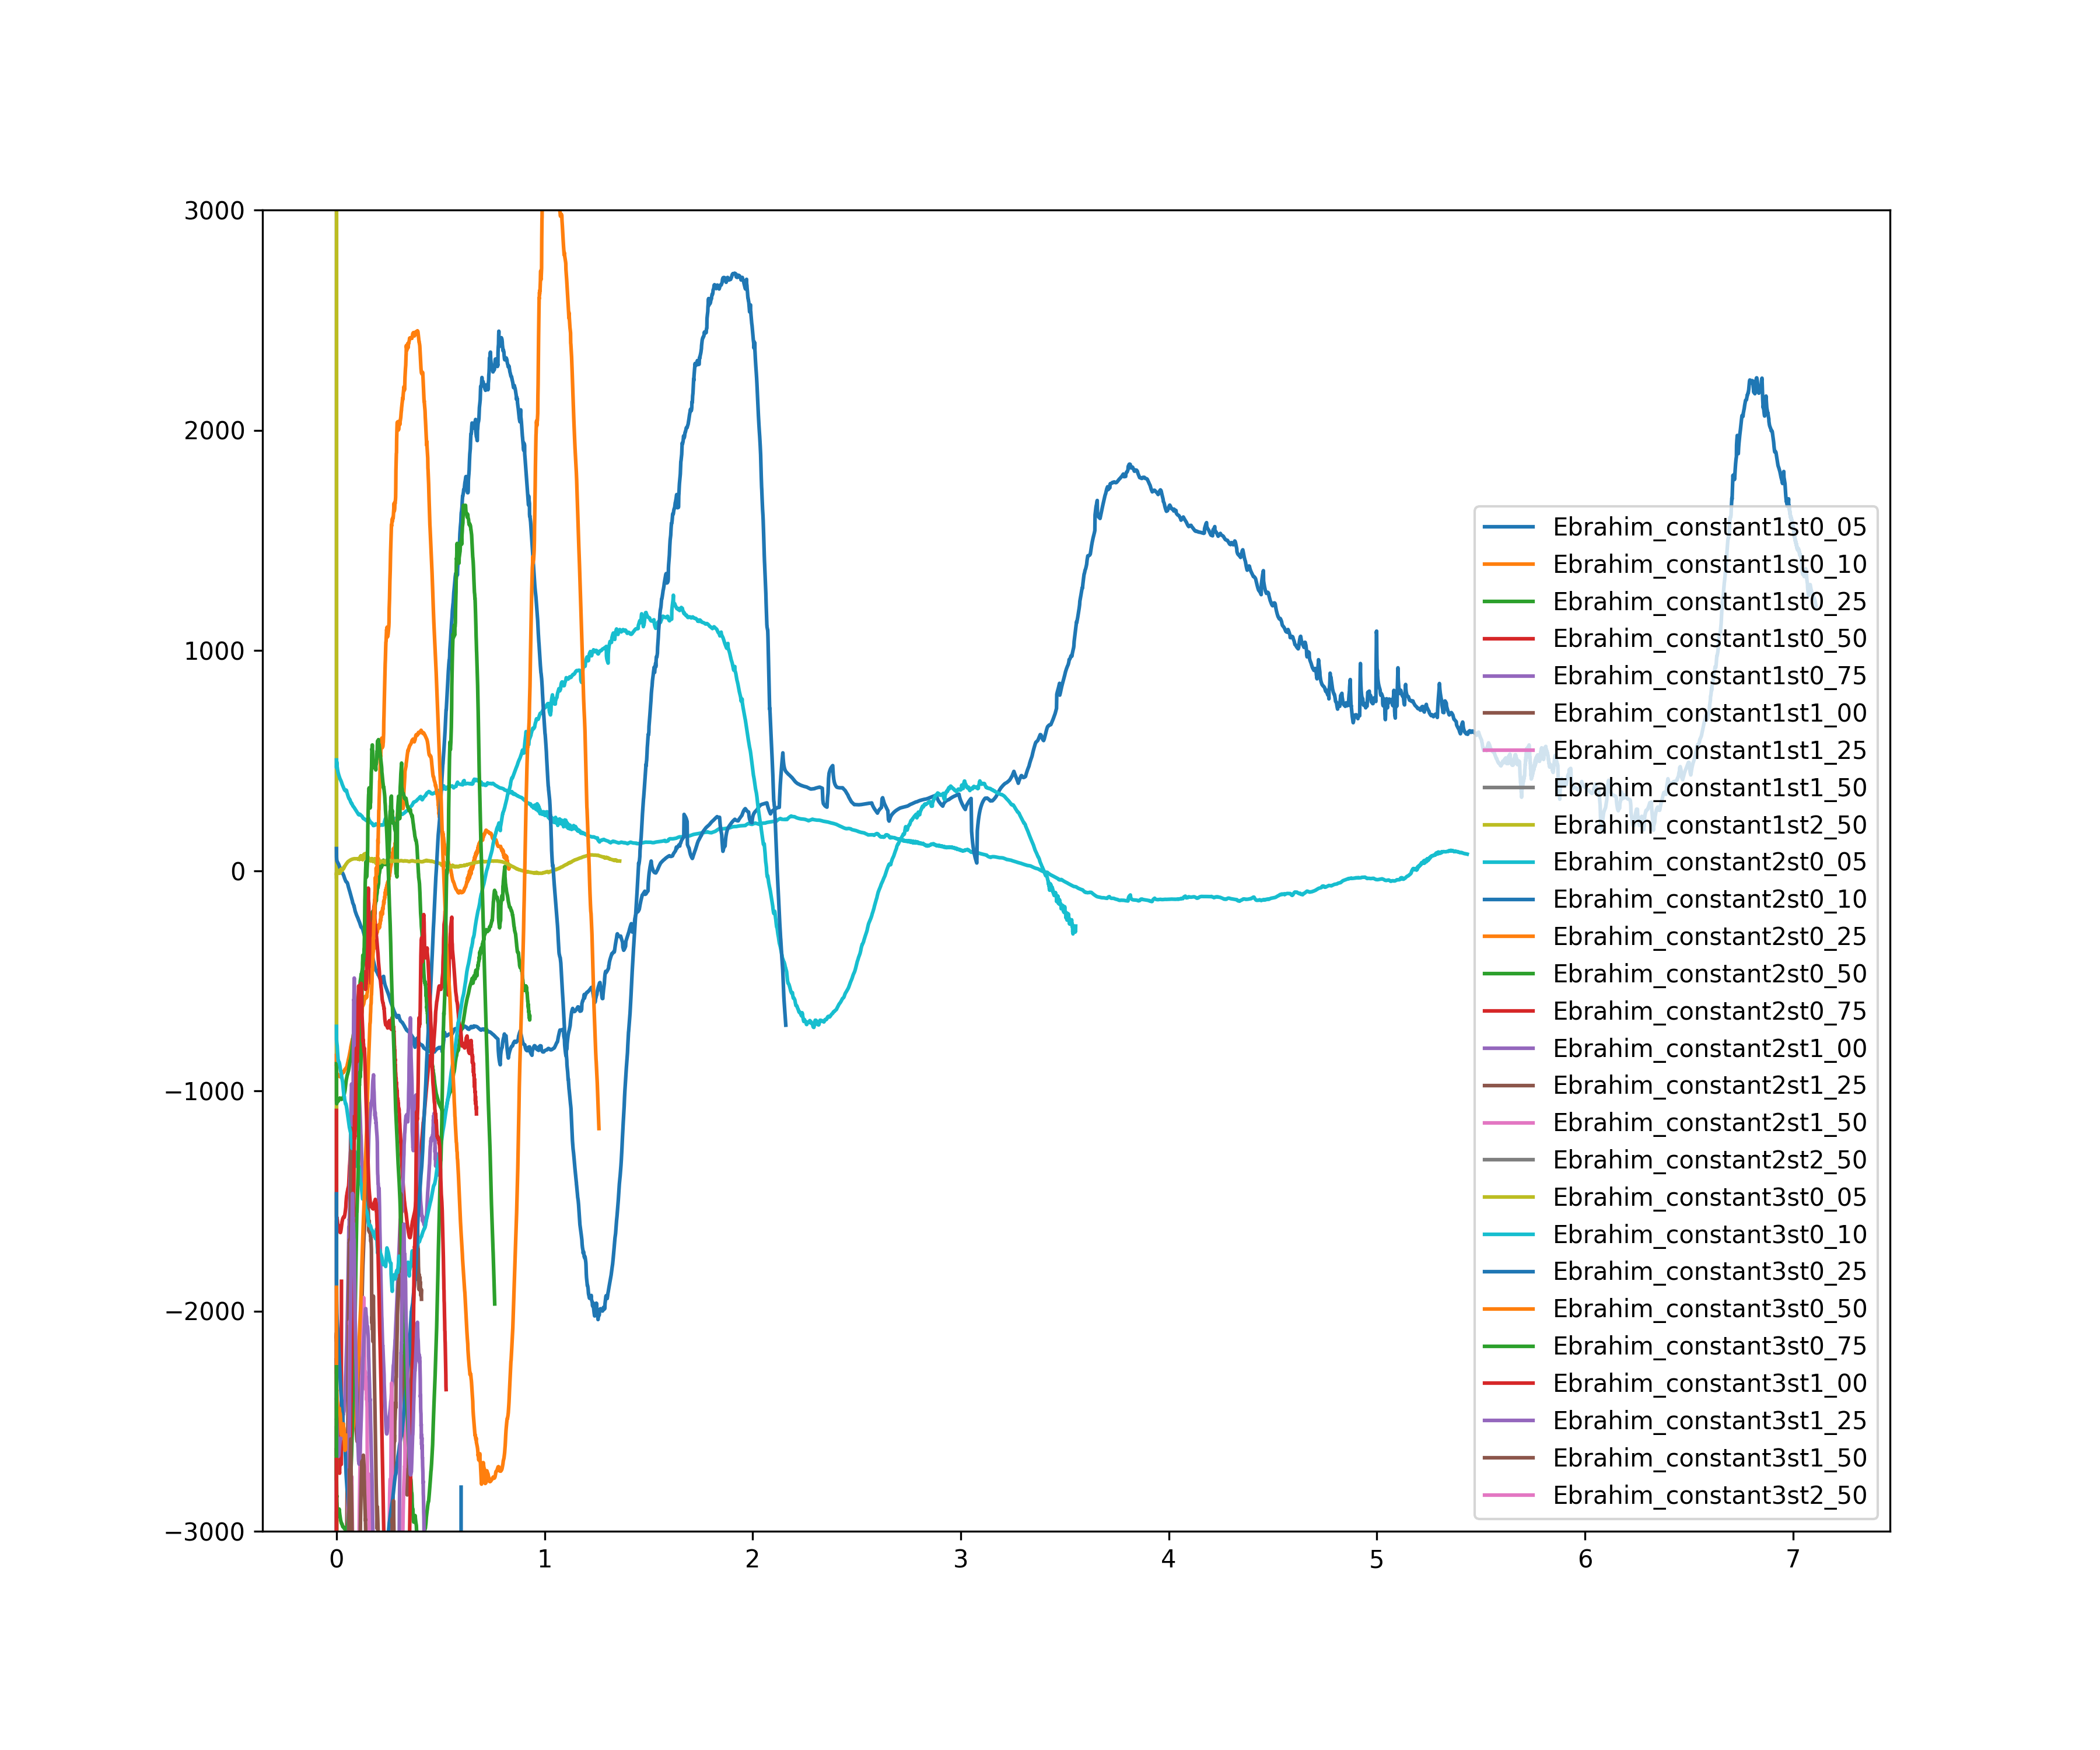 3000
2000
1000
0
−1000
−2000
−3000
0 1 2 3 4 5 6 7
Ebrahim_constant1st0_05
Ebrahim_constant1st0_10
Ebrahim_constant1st0_25
Ebrahim_constant1st0_50
Ebrahim_constant1st0_75
Ebrahim_constant1st1_00
Ebrahim_constant1st1_25
Ebrahim_constant1st1_50
Ebrahim_constant1st2_50
Ebrahim_constant2st0_05
Ebrahim_constant2st0_10
Ebrahim_constant2st0_25
Ebrahim_constant2st0_50
Ebrahim_constant2st0_75
Ebrahim_constant2st1_00
Ebrahim_constant2st1_25
Ebrahim_constant2st1_50
Ebrahim_constant2st2_50
Ebrahim_constant3st0_05
Ebrahim_constant3st0_10
Ebrahim_constant3st0_25
Ebrahim_constant3st0_50
Ebrahim_constant3st0_75
Ebrahim_constant3st1_00
Ebrahim_constant3st1_25
Ebrahim_constant3st1_50
Ebrahim_constant3st2_50